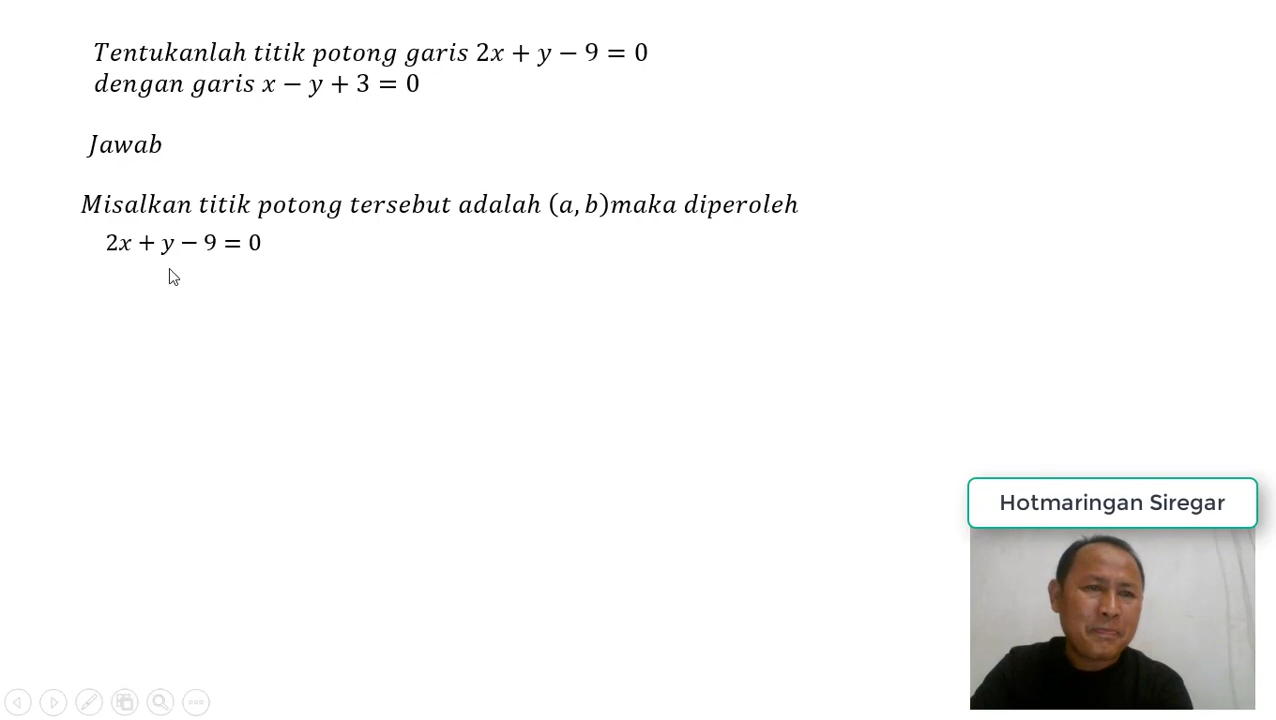 Tentukanlah titik potong garis 2x + y − 9 = 0
dengan garis x − y + 3 = 0
Jawab
Misalkan titik potong tersebut adalah (a, b)maka diperoleh
2x + y − 9 = 0
Hotmaringan Siregar